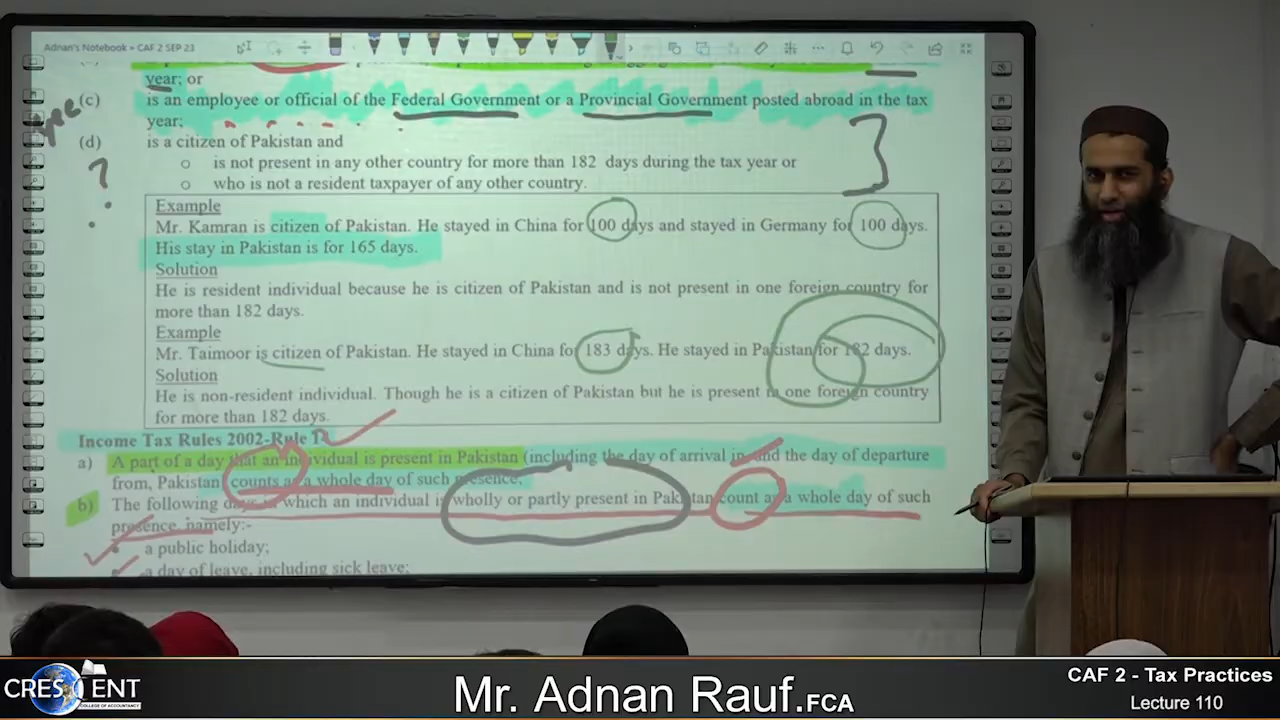 Adnan's Notebook » CAF 2 SEP 23
year; or
(c) is an employee or official of the Federal Government or a Provincial Government posted abroad in the tax
year;
(d) is a citizen of Pakistan and
o is not present in any other country for more than 182 days during the tax year or
o who is not a resident taxpayer of any other country.
?
Example
Mr. Kamran is citizen of Pakistan. He stayed in China for 100 days and stayed in Germany for 100 days.
His stay in Pakistan is for 165 days.
Solution
He is resident individual because he is citizen of Pakistan and is not present in one foreign country for
more than 182 days.
Example
Mr. Taimoor is citizen of Pakistan. He stayed in China for 183 days. He stayed in Pakistan for 182 days.
Solution
He is non-resident individual. Though he is a citizen of Pakistan but he is present in one foreign country
for more than 182 days.
Income Tax Rules 2002-Rule
a) A part of a day that an individual is present in Pakistan (including the day of arrival in, and the day of departure
from, Pakistan counts as a whole day of such presence.
b) The following days in which an individual is wholly or partly present in Pakistan count as a whole day of such
presence, namely:-
• a public holiday;
• a day of leave, including sick leave;
CRESCENT
COLLEGE OF ACCOUNTANCY
Mr. Adnan Rauf.FCA
CAF 2 - Tax Practices
Lecture 110